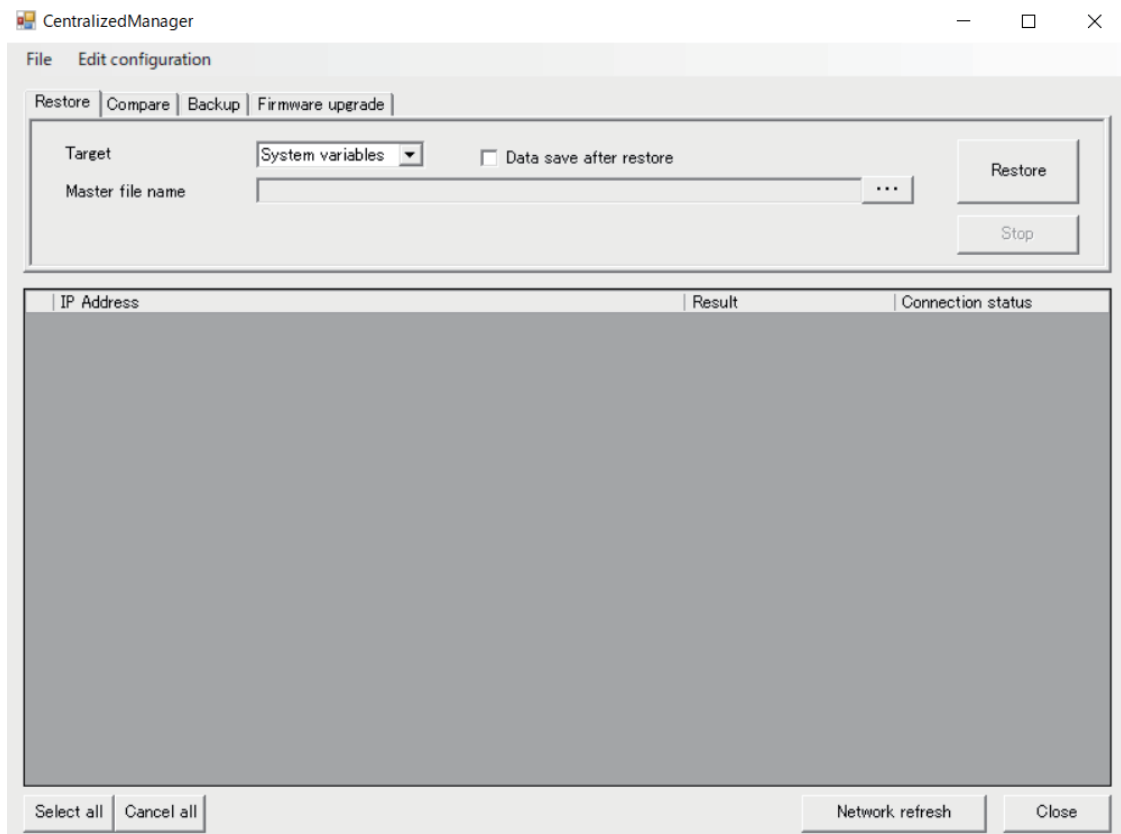 CentralizedManager
File Edit configuration
Restore Compare Backup Firmware upgrade
Target System variables Data save after restore Restore
Master file name ...
Stop
IP Address Result Connection status
Select all Cancel all Network refresh Close